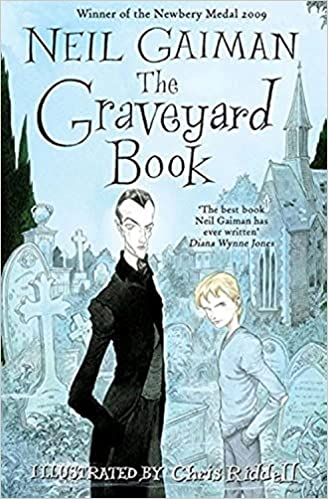 Winner of the Newbery Medal 2009
NEIL GAIMAN
The
Graveyard
Book
'The best book
Neil Gaiman has
ever written'
Diana Wynne Jones
ILLUSTRATED BY Chris Riddell